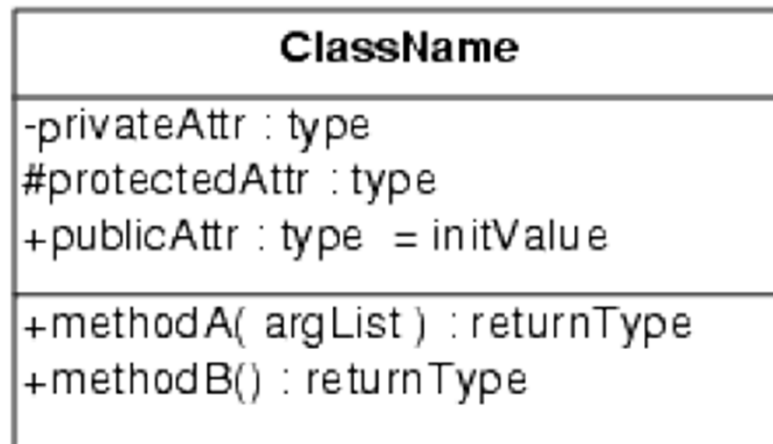 ClassName
-privateAttr : type
#protectedAttr : type
+publicAttr : type = initValue
+methodA( argList ) : returnType
+methodB() : returnType